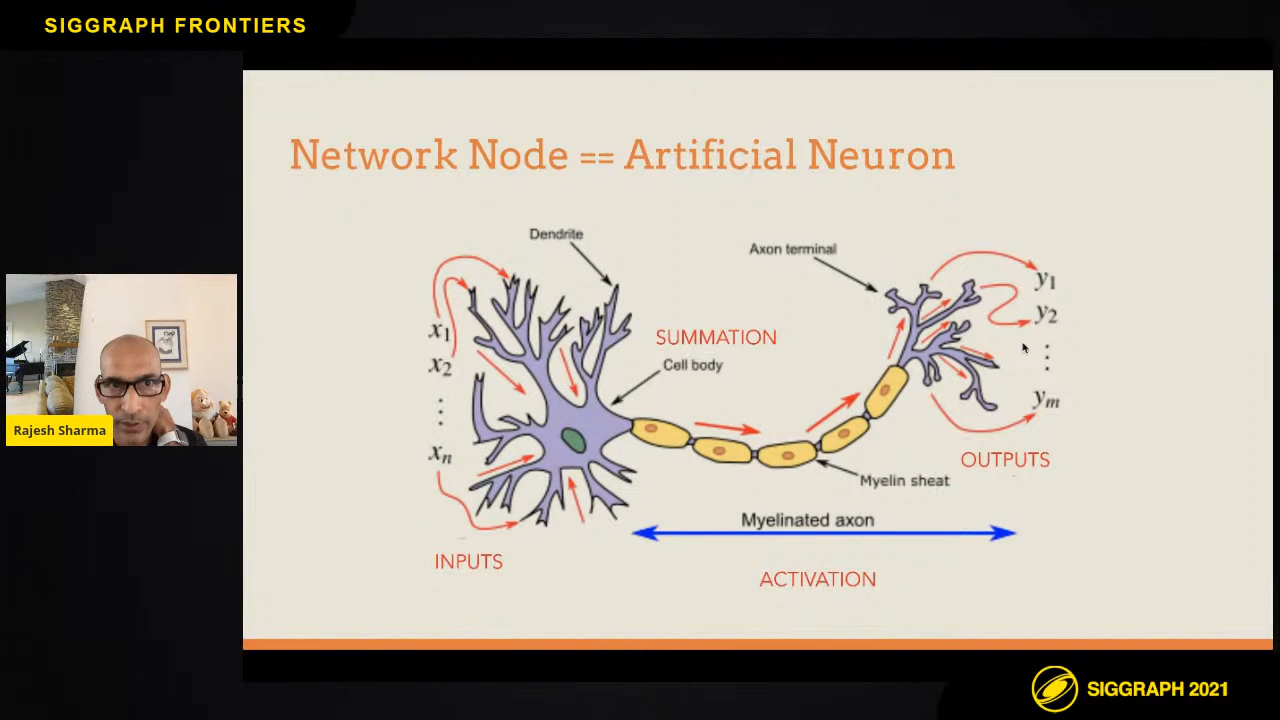 SIGGRAPH FRONTIERS
Network Node == Artificial Neuron
Dendrite
Axon terminal
x1
x2
⋮
xn
SUMMATION
Cell body
y1
y2
⋮
ym
OUTPUTS
Myelin sheat
Myelinated axon
INPUTS
ACTIVATION
Rajesh Sharma
SIGGRAPH 2021